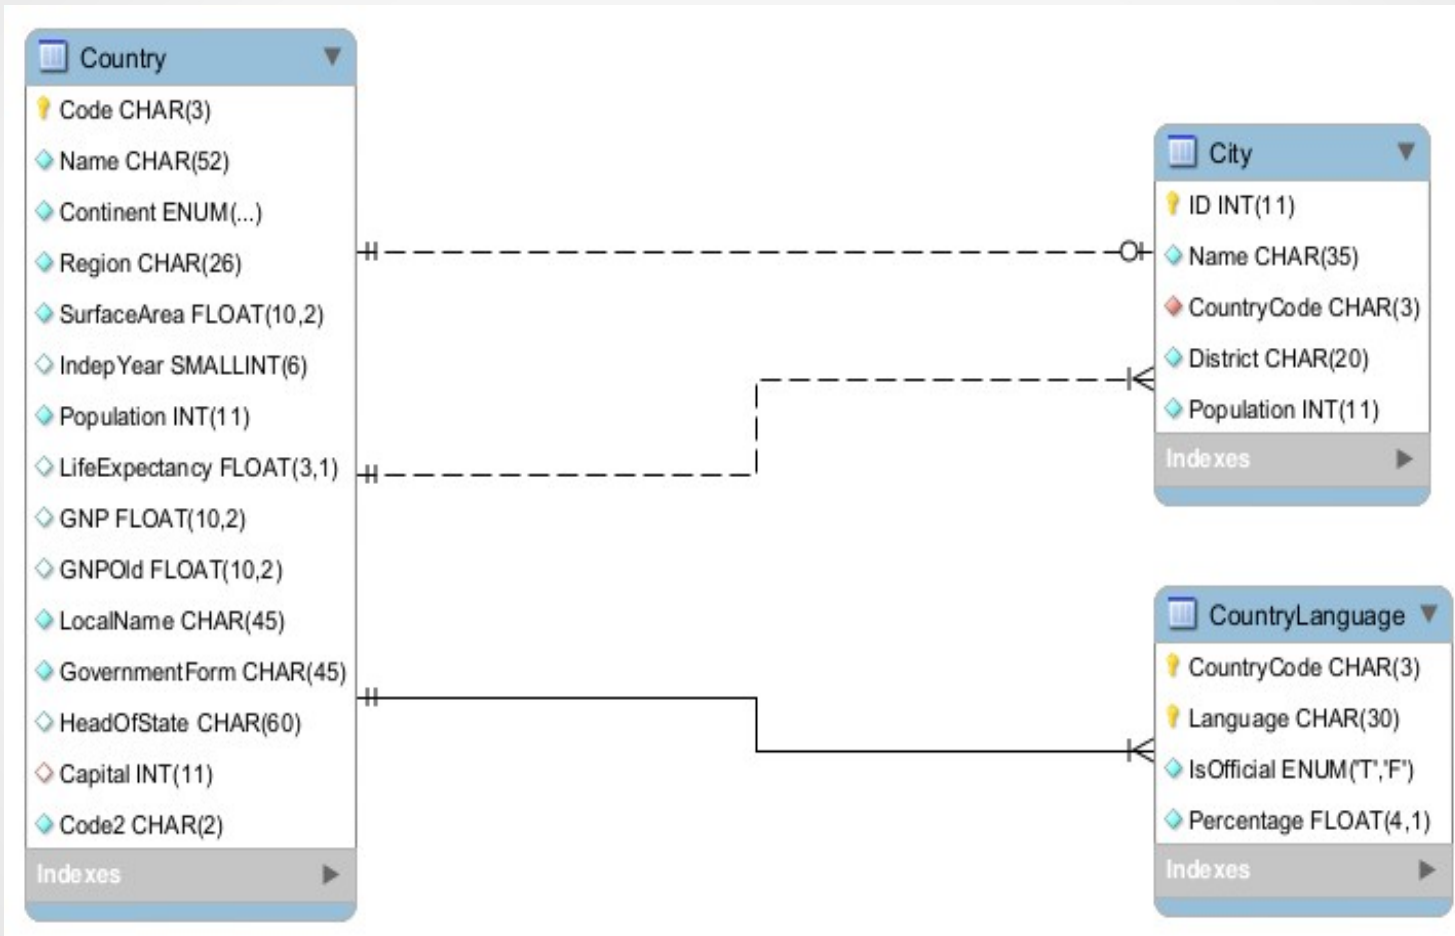 Country
Code CHAR(3)
Name CHAR(52)
Continent ENUM(...)
Region CHAR(26)
SurfaceArea FLOAT(10,2)
IndepYear SMALLINT(6)
Population INT(11)
LifeExpectancy FLOAT(3,1)
GNP FLOAT(10,2)
GNPOld FLOAT(10,2)
LocalName CHAR(45)
GovernmentForm CHAR(45)
HeadOfState CHAR(60)
Capital INT(11)
Code2 CHAR(2)
Indexes
City
ID INT(11)
Name CHAR(35)
CountryCode CHAR(3)
District CHAR(20)
Population INT(11)
Indexes
CountryLanguage
CountryCode CHAR(3)
Language CHAR(30)
IsOfficial ENUM('T','F')
Percentage FLOAT(4,1)
Indexes